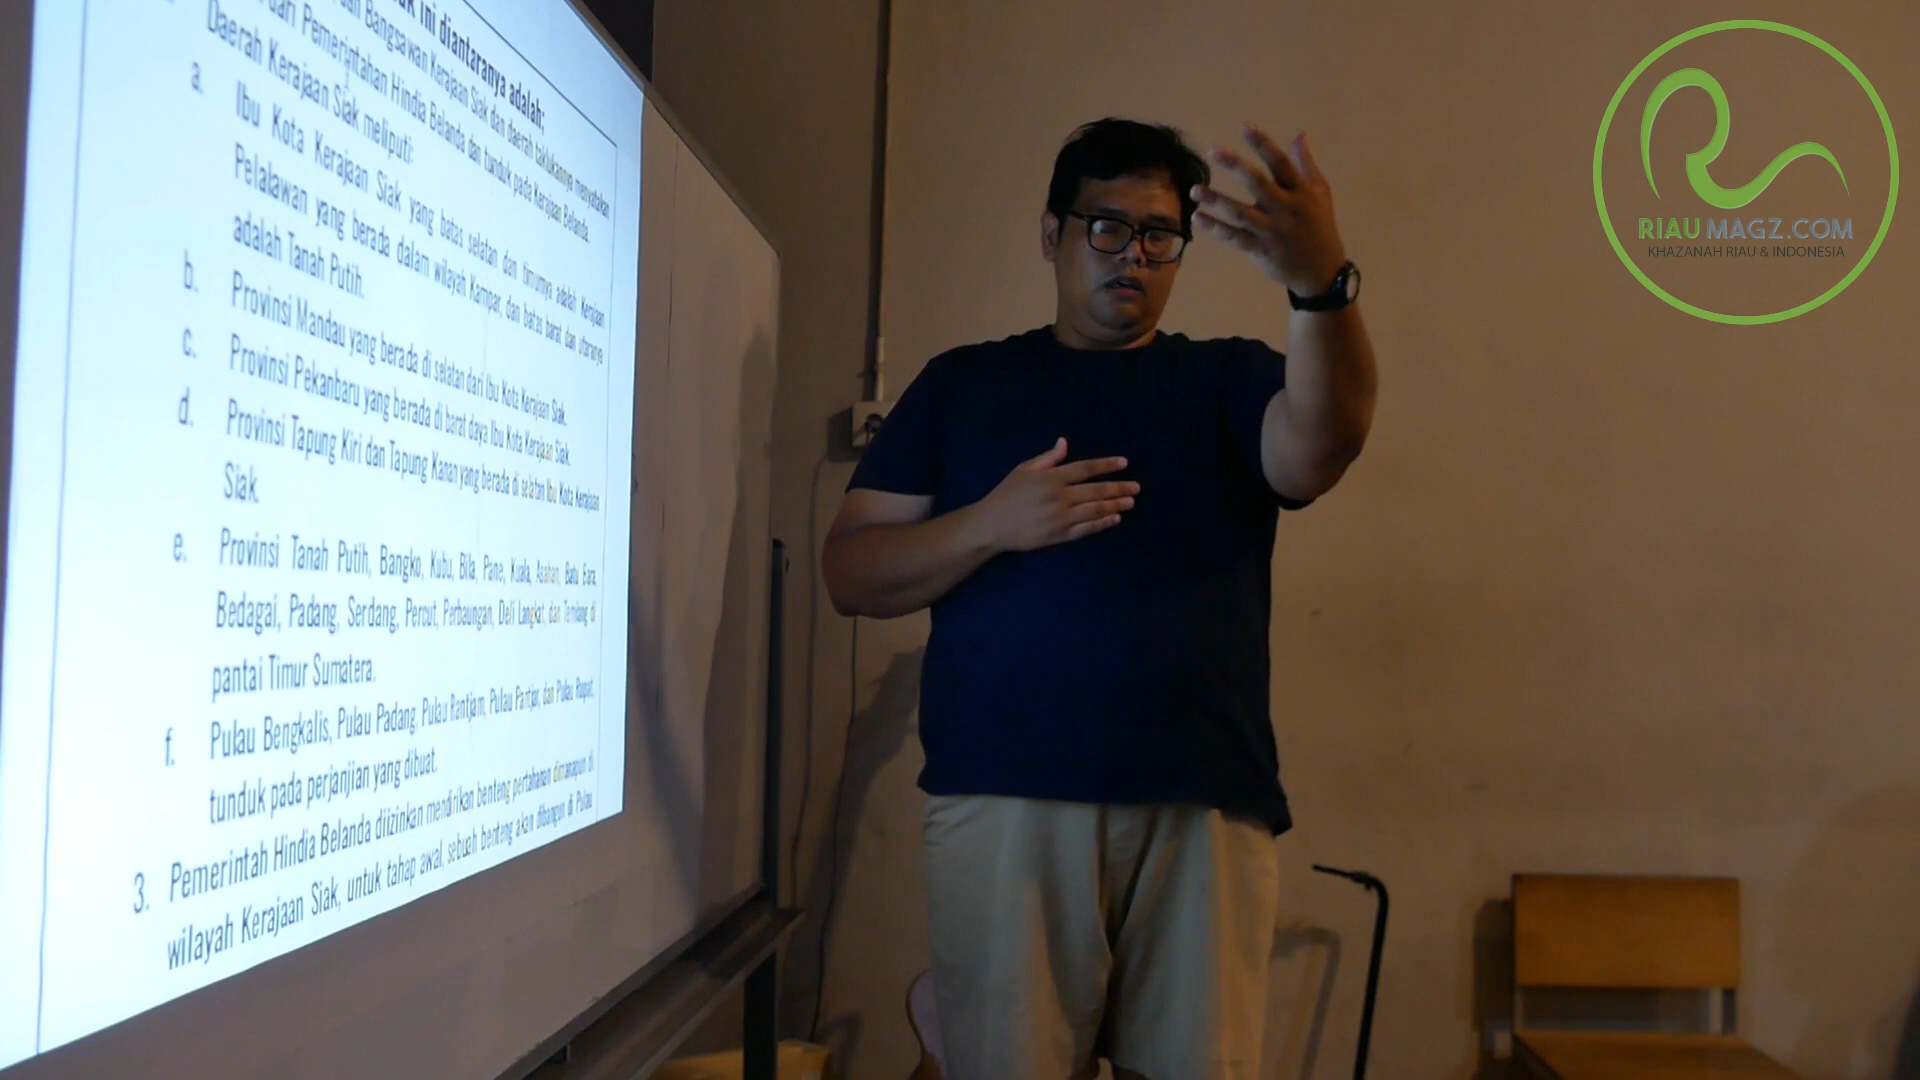 ini diantaranya adalah;
dan Bangsawan Kerajaan Siak dan daerah taklukannya menyatakan
dari Pemerintahan Hindia Belanda dan tunduk pada Kerajaan Belanda.
Daerah Kerajaan Siak meliputi:
a. Ibu Kota Kerajaan Siak yang batas selatan dan timurnya adalah Kerajaan
Pelalawan yang berada dalam wilayah Kampar, dan batas barat dan utaranya
adalah Tanah Putih.
b. Provinsi Mandau yang berada di selatan dari Ibu Kota Kerajaan Siak.
c. Provinsi Pekanbaru yang berada di barat daya Ibu Kota Kerajaan Siak.
d. Provinsi Tapung Kiri dan Tapung Kanan yang berada di selatan Ibu Kota Kerajaan
Siak.
e. Provinsi Tanah Putih, Bangko, Kubu, Bila, Pane, Kuala, Asahan, Batu Bara,
Bedagai, Padang, Serdang, Percut, Perbaungan, Deli Langkat, dan Temiang di
pantai Timur Sumatera.
f. Pulau Bengkalis, Pulau Padang, Pulau Rantjam, Pulau Pantjar, dan Pulau Rupat,
tunduk pada perjanjian yang dibuat.
3. Pemerintah Hindia Belanda diizinkan mendirikan benteng pertahanan dimanapun di
wilayah Kerajaan Siak, untuk tahap awal, sebuah benteng akan dibangun di Pulau
RIAUMAGZ.COM
KHAZANAH RIAU & INDONESIA